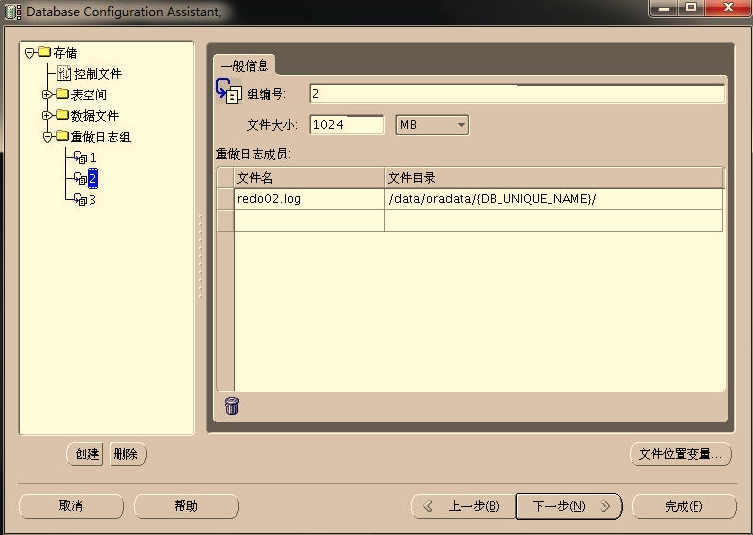 Database Configuration Assistant,
存储
控制文件
表空间
数据文件
重做日志组
1
2
3
一般信息
组编号: 2
文件大小: 1024 MB
重做日志成员:
文件名 文件目录
redo02.log /data/oradata/{DB_UNIQUE_NAME}/
创建 删除 文件位置变量...
取消 帮助 上一步(B) 下一步(N) 完成(F)